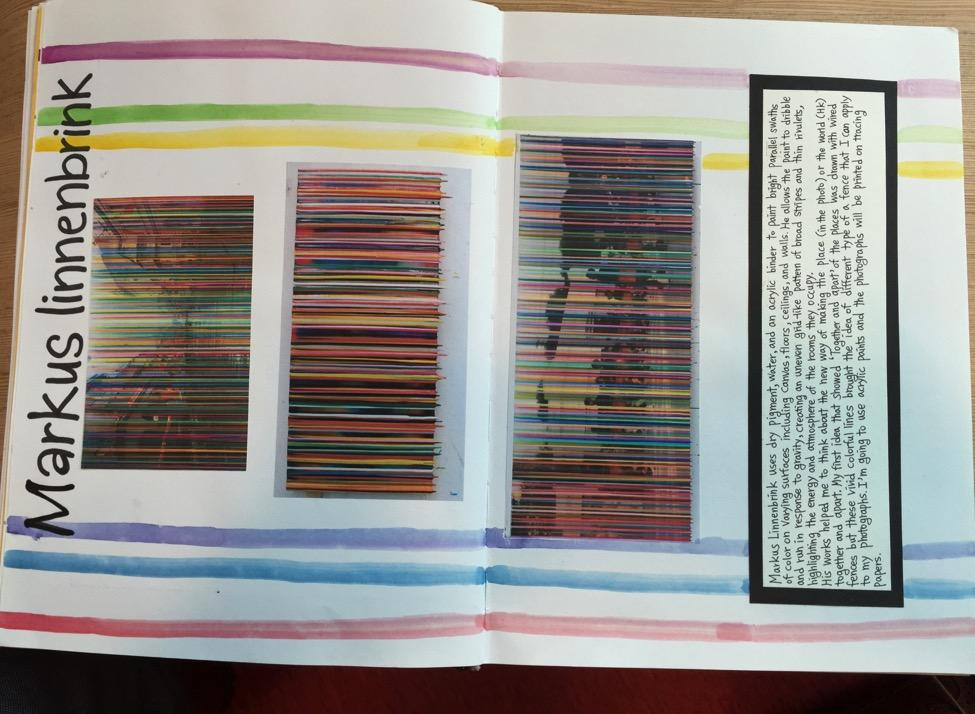 Markus linnenbrink
Markus Linnenbrink uses dry pigment, water, and an acrylic binder to paint bright parallel swaths
of color on varying surfaces including canvas, floors, ceilings, and walls. He allows the paint to dribble
and run in response to gravity, creating an uneven grid-like pattern of broad stripes and thin rivulets,
highlighting the energy and atmosphere of the rooms they occupy.
His works helped me to think about the new way of making the place (in the photo) or the world (HK)
together and apart. My first idea that showed 'Together and apart' of the places was drawn with wired
fences but these vivid colorful lines brought the idea of different type of a fence that I can apply
to my photographs. I'm going to use acrylic paints and the photographs will be printed on tracing
papers.